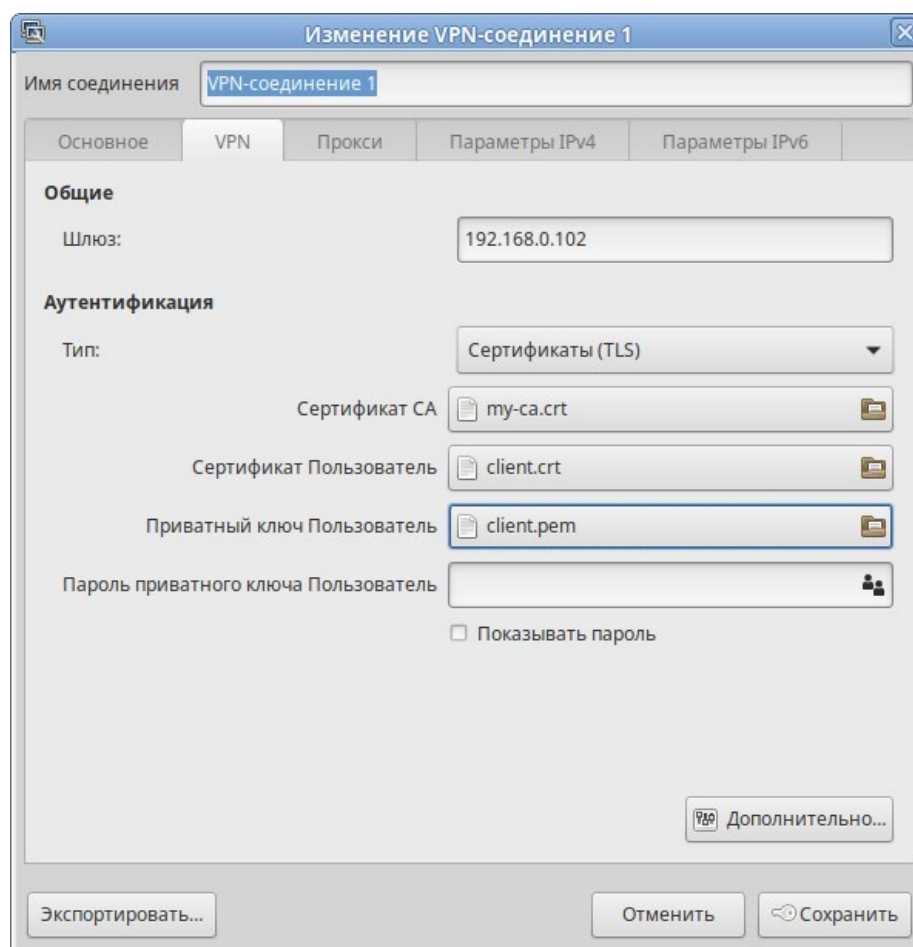 Изменение VPN-соединение 1
Имя соединения VPN-соединение 1
Основное VPN Прокси Параметры IPv4 Параметры IPv6
Общие
Шлюз: 192.168.0.102
Аутентификация
Тип: Сертификаты (TLS)
Сертификат CA my-ca.crt
Сертификат Пользователь client.crt
Приватный ключ Пользователь client.pem
Пароль приватного ключа Пользователь
Показывать пароль
Дополнительно...
Экспортировать... Отменить Сохранить